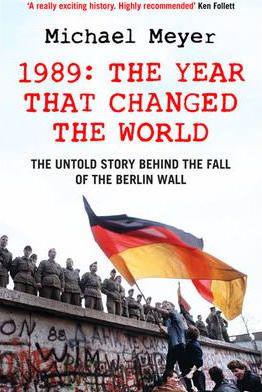 'A really exciting history. Highly recommended' Ken Follett
Michael Meyer
1989: THE YEAR
THAT CHANGED
THE WORLD
THE UNTOLD STORY BEHIND THE FALL
OF THE BERLIN WALL